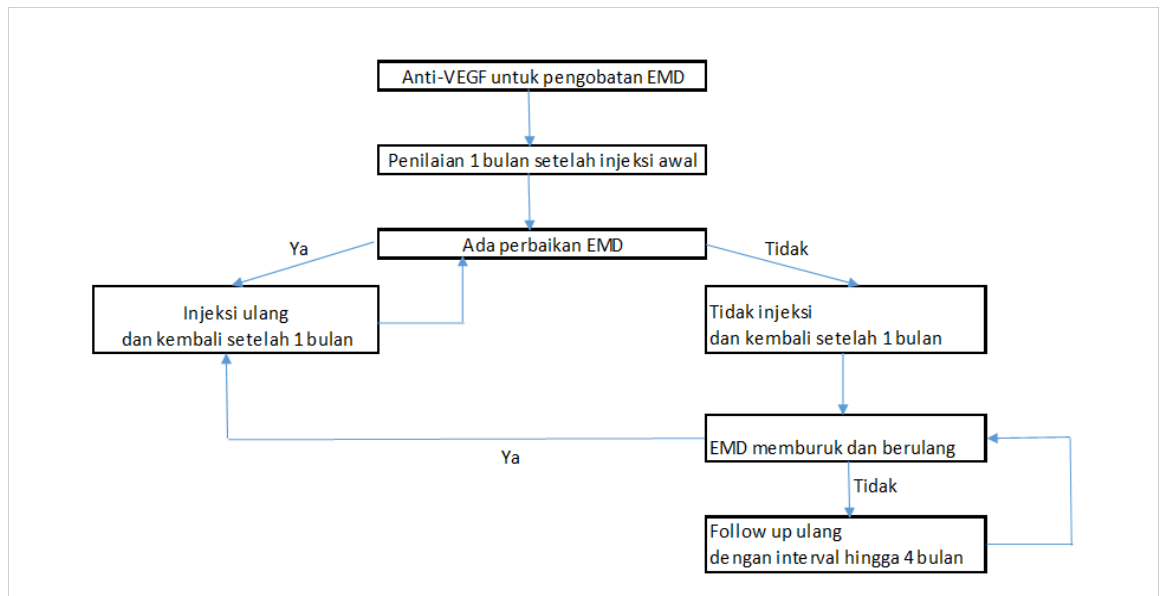 Anti-VEGF untuk pengobatan EMD
Penilaian 1 bulan setelah injeksi awal
Ada perbaikan EMD
Ya
Tidak
Injeksi ulang
dan kembali setelah 1 bulan
Tidak injeksi
dan kembali setelah 1 bulan
EMD memburuk dan berulang
Ya
Tidak
Follow up ulang
dengan interval hingga 4 bulan